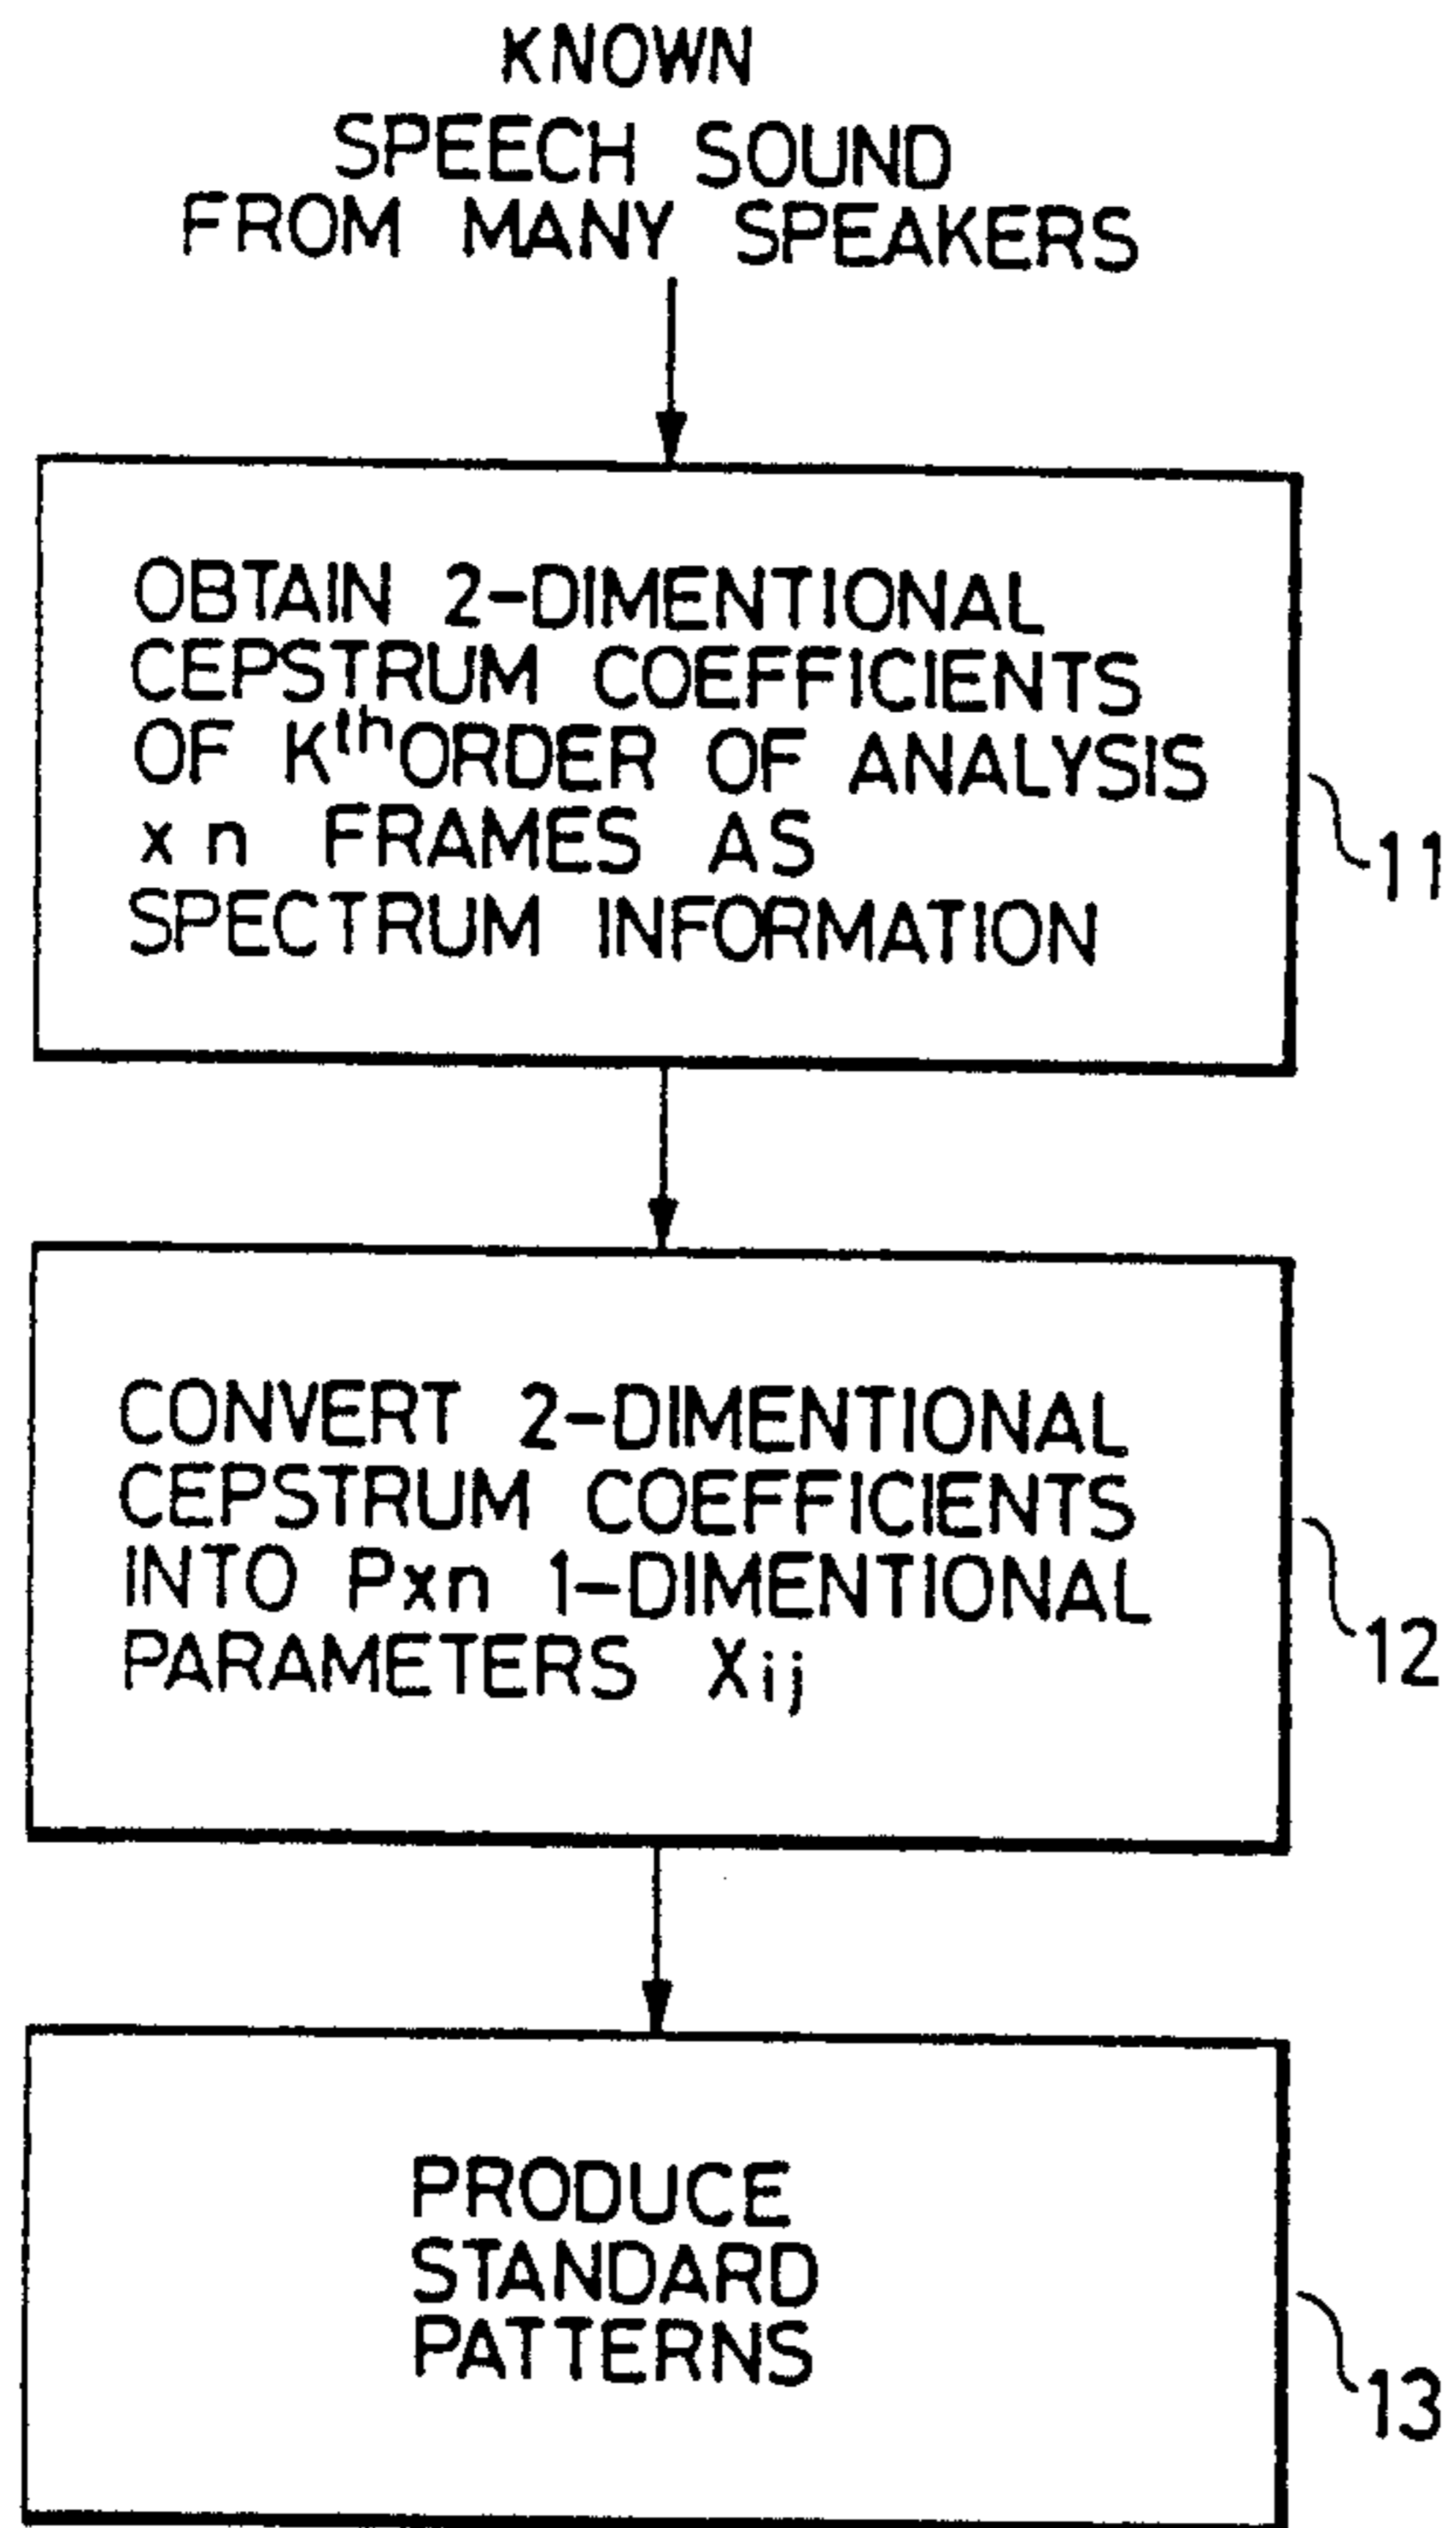 KNOWN
SPEECH SOUND
FROM MANY SPEAKERS
OBTAIN 2-DIMENTIONAL
CEPSTRUM COEFFICIENTS
OF Kth ORDER OF ANALYSIS
x n FRAMES AS
SPECTRUM INFORMATION
11
CONVERT 2-DIMENTIONAL
CEPSTRUM COEFFICIENTS
INTO Pxn 1-DIMENTIONAL
PARAMETERS Xij
12
PRODUCE
STANDARD
PATTERNS
13